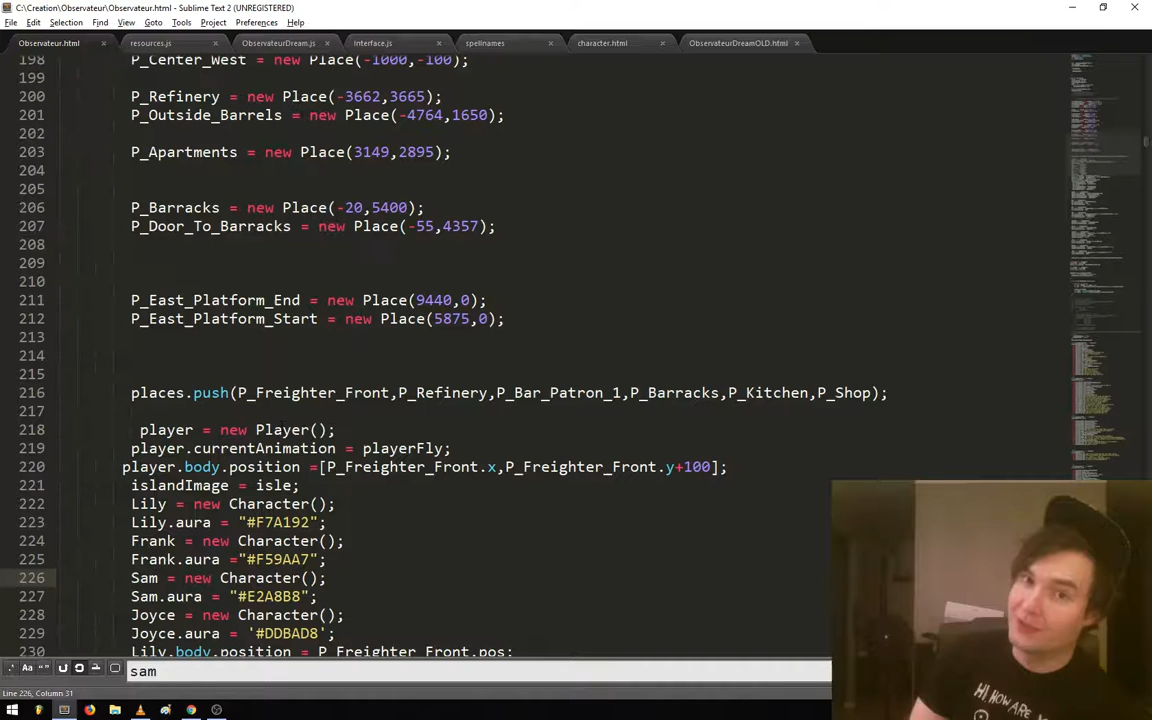 C:\Creation\Observateur\Observateur.html - Sublime Text 2 (UNREGISTERED)
File Edit Selection Find View Goto Tools Project Preferences Help
Observateur.html × resources.js × ObservateurDream.js × interface.js × spellnames × character.html × ObservateurDreamOLD.html ×
198 P_Center_West = new Place(-1000,-100);
199
200 P_Refinery = new Place(-3662,3665);
201 P_Outside_Barrels = new Place(-4764,1650);
202
203 P_Apartments = new Place(3149,2895);
204
205
206 P_Barracks = new Place(-20,5400);
207 P_Door_To_Barracks = new Place(-55,4357);
208
209
210
211 P_East_Platform_End = new Place(9440,0);
212 P_East_Platform_Start = new Place(5875,0);
213
214
215
216 places.push(P_Freighter_Front,P_Refinery,P_Bar_Patron_1,P_Barracks,P_Kitchen,P_Shop);
217
218 player = new Player();
219 player.currentAnimation = playerFly;
220 player.body.position =[P_Freighter_Front.x,P_Freighter_Front.y+100];
221 islandImage = isle;
222 Lily = new Character();
223 Lily.aura = "#F7A192";
224 Frank = new Character();
225 Frank.aura ="#F59AA7";
226 Sam = new Character();
227 Sam.aura = "#E2A8B8";
228 Joyce = new Character();
229 Joyce.aura = '#DDBAD8';
230 Lily.body.position = P_Freighter_Front.pos;
.* Aa "" sam
Line 226, Column 31
HI, HOW ARE